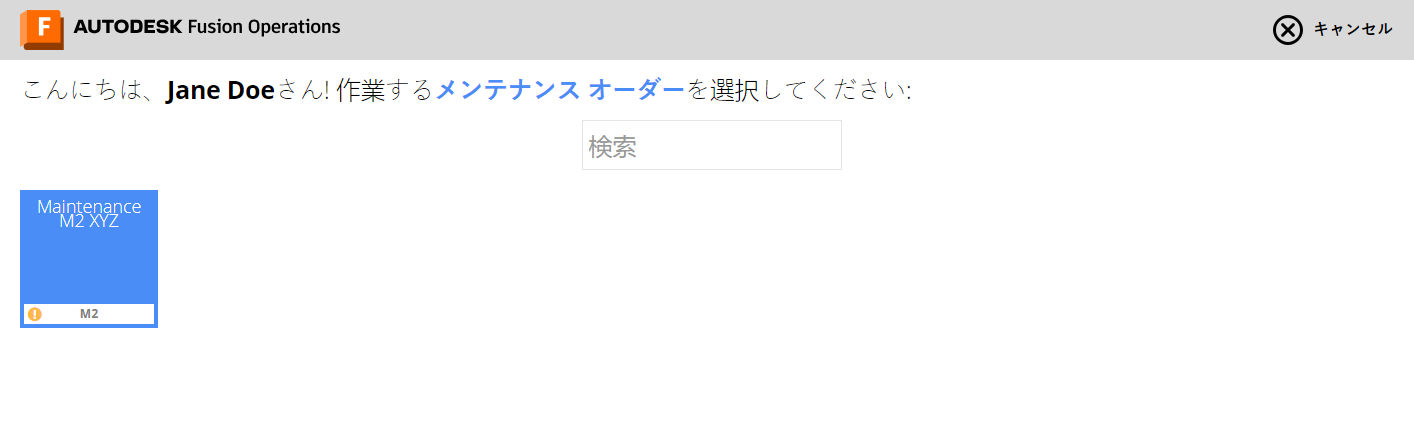 F AUTODESK Fusion Operations キャンセル
こんにちは、Jane Doeさん! 作業するメンテナンス オーダーを選択してください:
検索
Maintenance
M2 XYZ
! M2